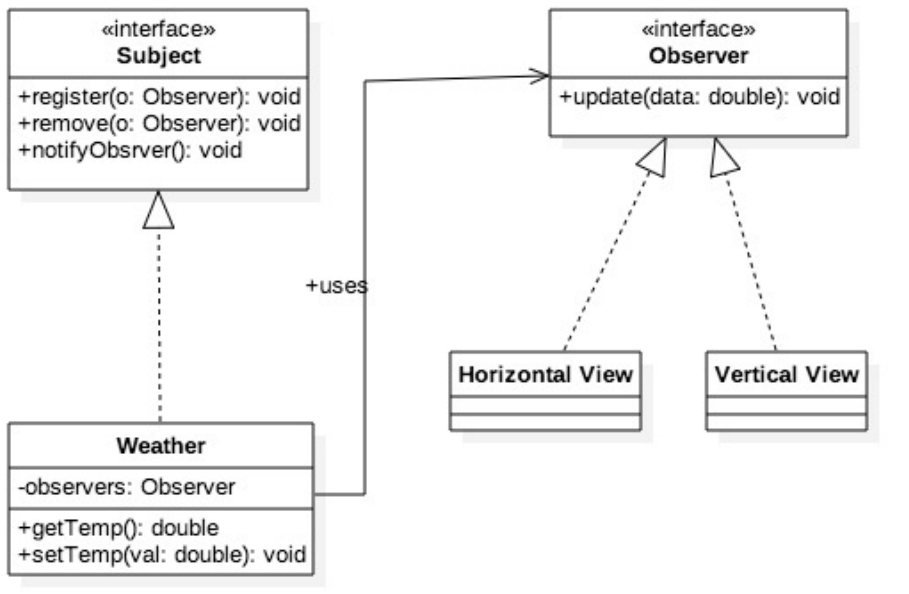 «interface»
Subject
+register(o: Observer): void
+remove(o: Observer): void
+notifyObsrver(): void
«interface»
Observer
+update(data: double): void
+uses
Horizontal View
Vertical View
Weather
-observers: Observer
+getTemp(): double
+setTemp(val: double): void